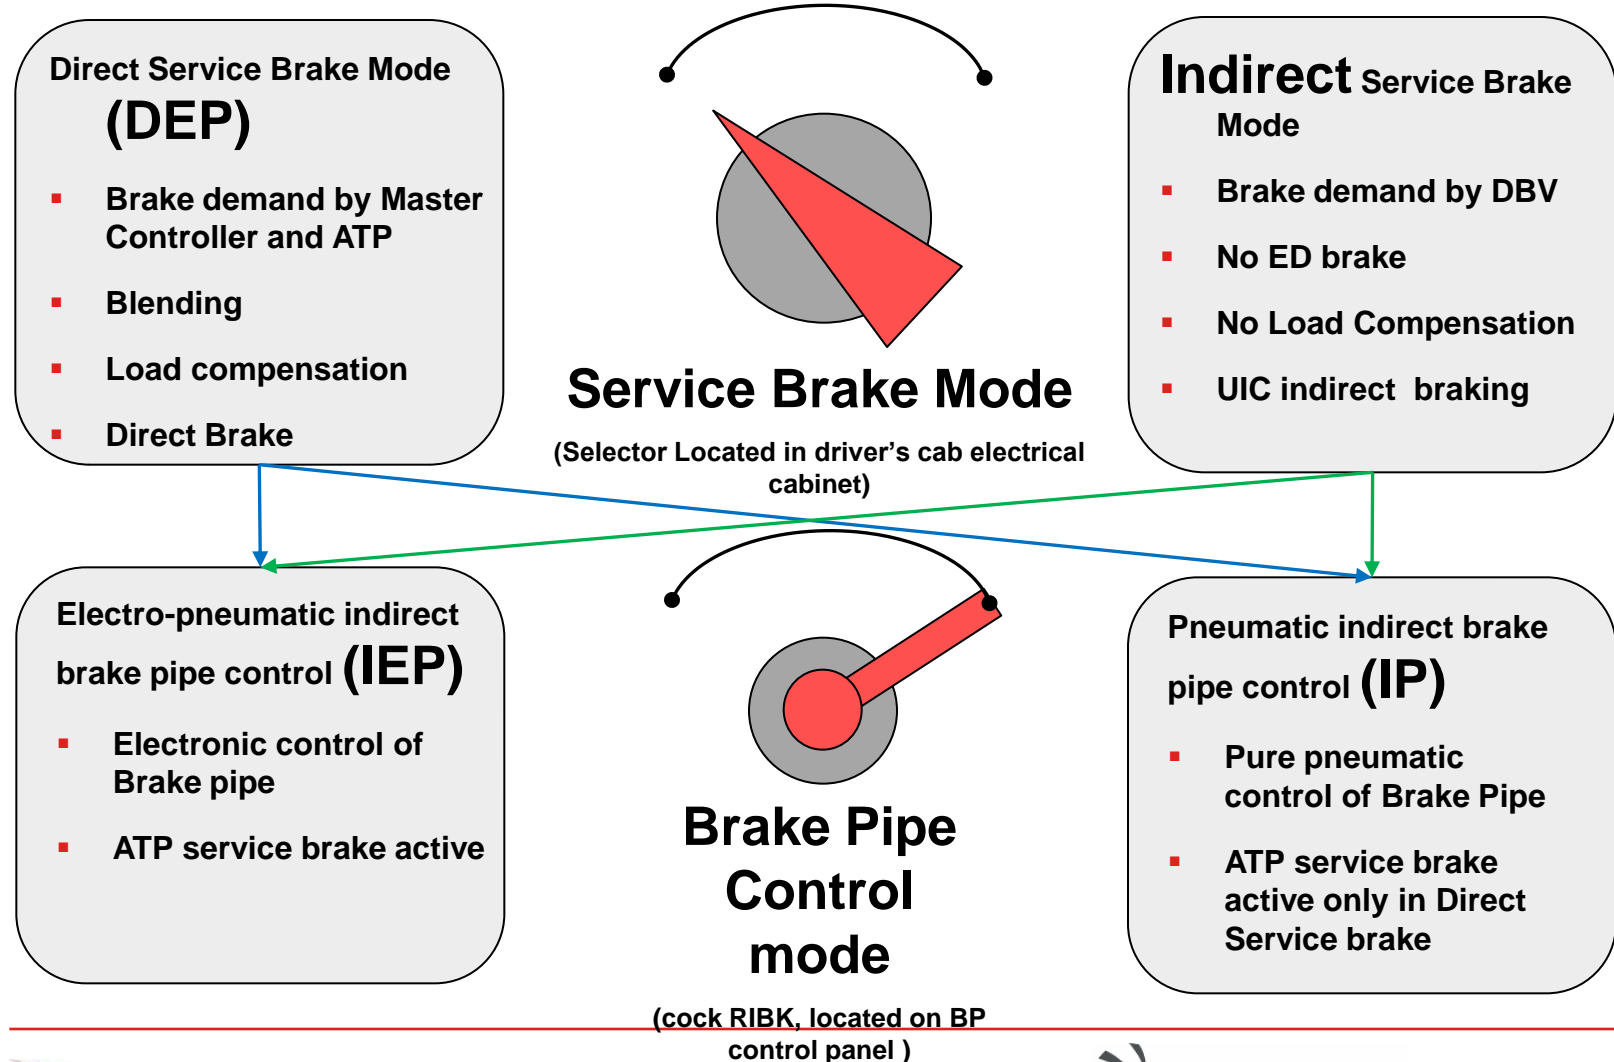 Direct Service Brake Mode
(DEP)
Brake demand by Master
Controller and ATP
Blending
Load compensation
Direct Brake
Service Brake Mode
(Selector Located in driver's cab electrical
cabinet)
Indirect Service Brake
Mode
Brake demand by DBV
No ED brake
No Load Compensation
UIC indirect braking
Electro-pneumatic indirect
brake pipe control (IEP)
Electronic control of
Brake pipe
ATP service brake active
Brake Pipe
Control
mode
(cock RIBK, located on BP
control panel )
Pneumatic indirect brake
pipe control (IP)
Pure pneumatic
control of Brake Pipe
ATP service brake
active only in Direct
Service brake